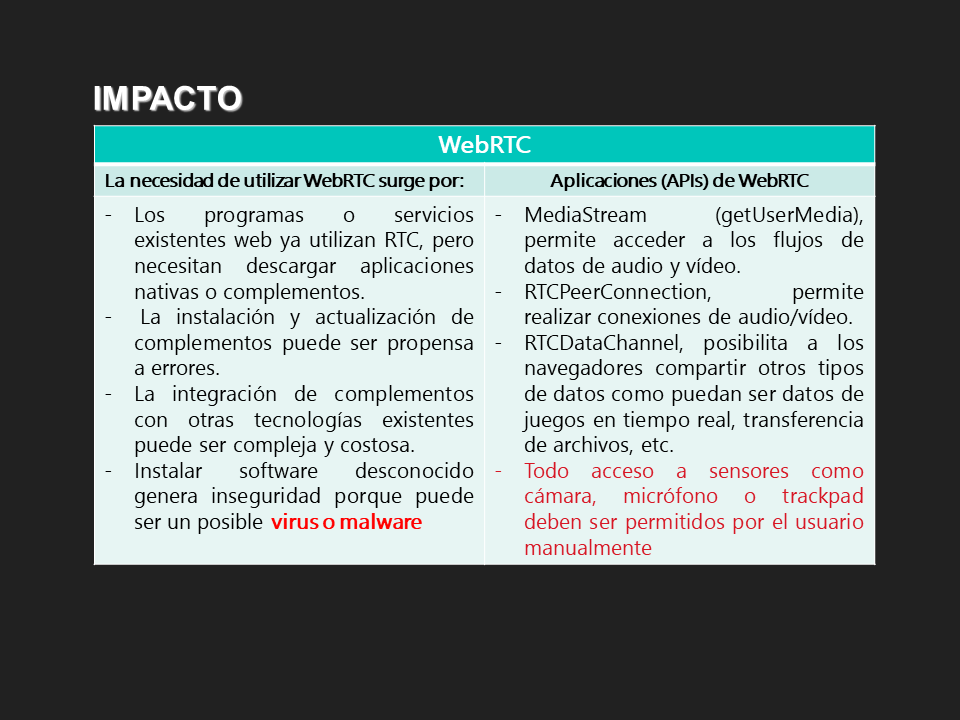 IMPACTO
WebRTC
La necesidad de utilizar WebRTC surge por:
Aplicaciones (APIs) de WebRTC
- Los programas o servicios
existentes web ya utilizan RTC, pero
necesitan descargar aplicaciones
nativas o complementos.
- La instalación y actualización de
complementos puede ser propensa
a errores.
- La integración de complementos
con otras tecnologías existentes
puede ser compleja y costosa.
- Instalar software desconocido
genera inseguridad porque puede
ser un posible virus o malware
- MediaStream (getUserMedia),
permite acceder a los flujos de
datos de audio y vídeo.
- RTCPeerConnection, permite
realizar conexiones de audio/vídeo.
- RTCDataChannel, posibilita a los
navegadores compartir otros tipos
de datos como puedan ser datos de
juegos en tiempo real, transferencia
de archivos, etc.
- Todo acceso a sensores como
cámara, micrófono o trackpad
deben ser permitidos por el usuario
manualmente